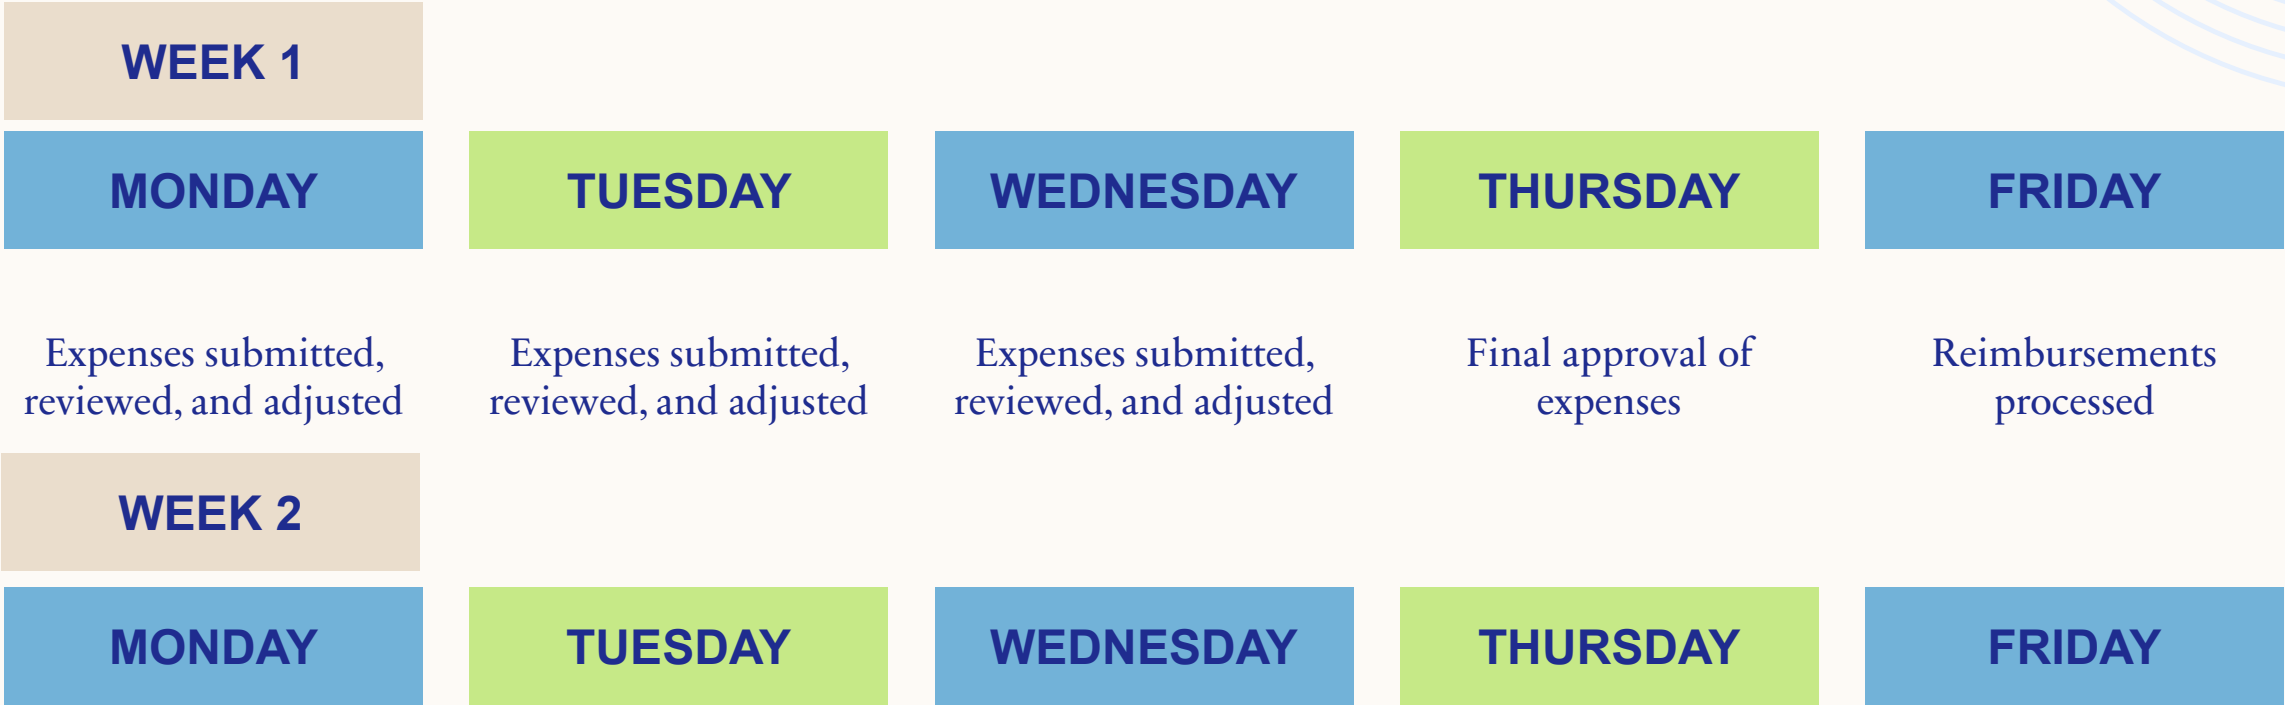 WEEK 1
MONDAY TUESDAY WEDNESDAY THURSDAY FRIDAY
Expenses submitted,
reviewed, and adjusted
Expenses submitted,
reviewed, and adjusted
Expenses submitted,
reviewed, and adjusted
Final approval of
expenses
Reimbursements
processed
WEEK 2
MONDAY TUESDAY WEDNESDAY THURSDAY FRIDAY